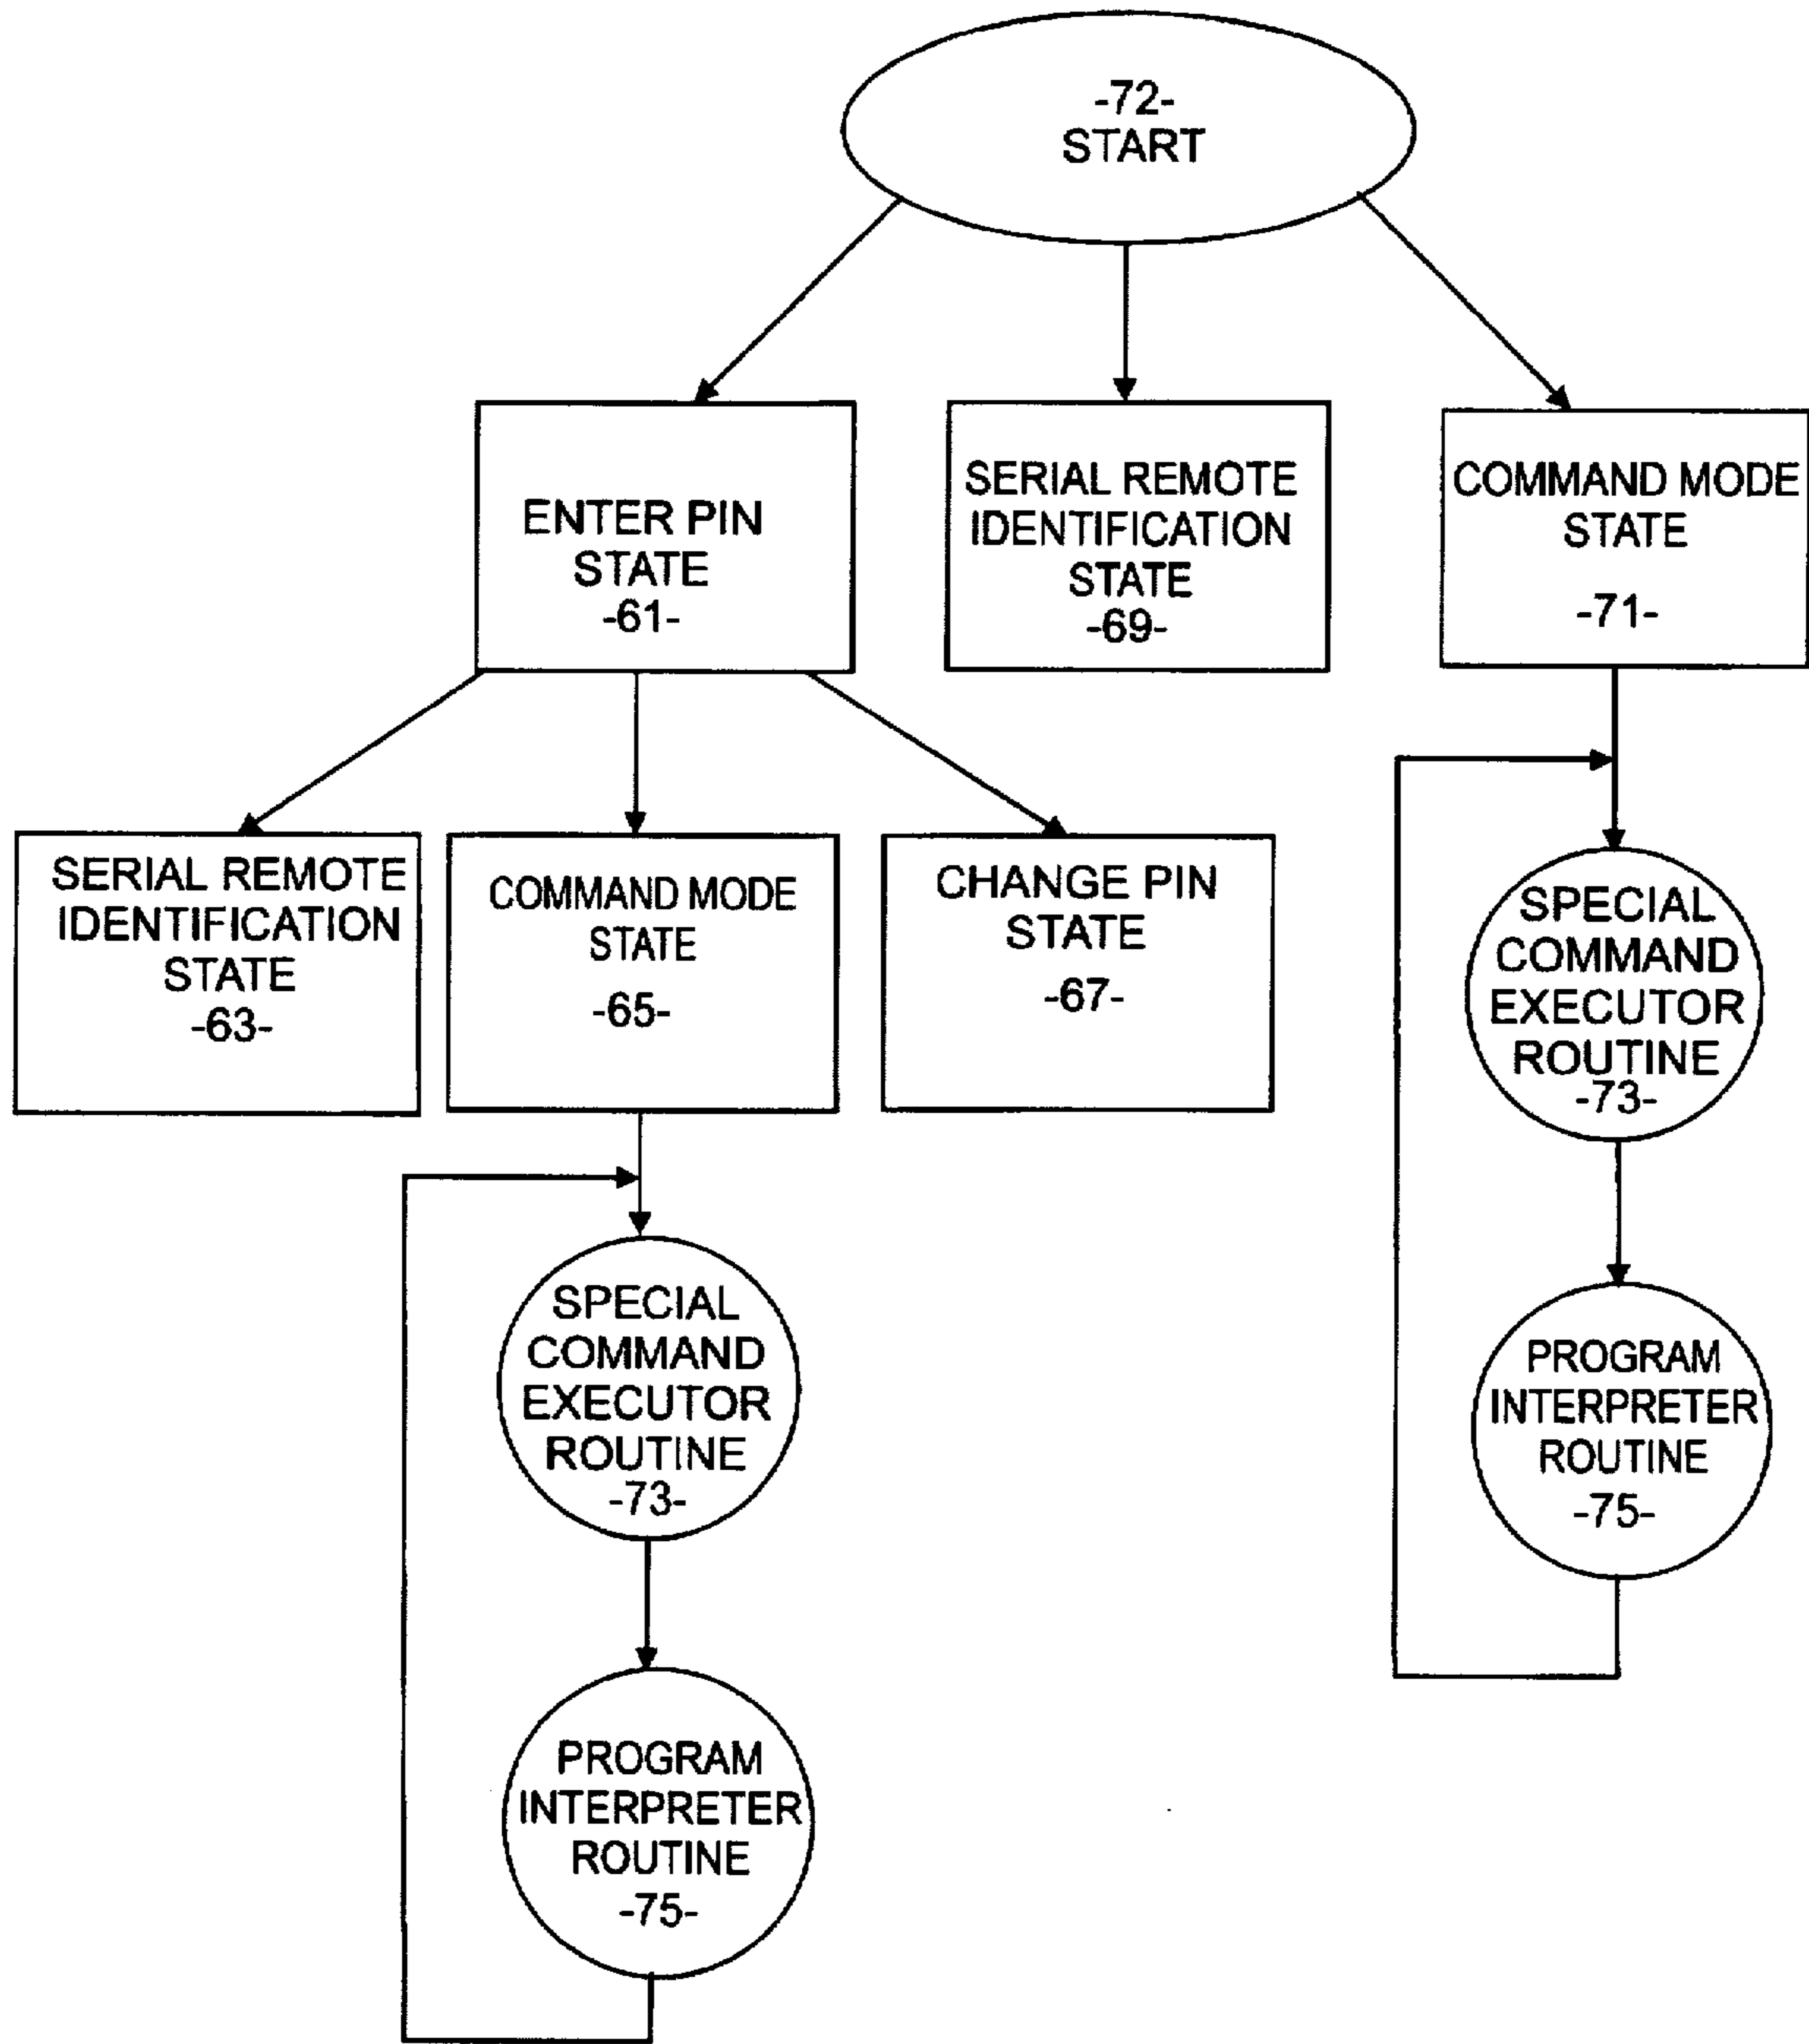 -72-
START
ENTER PIN
STATE
-61-
SERIAL REMOTE
IDENTIFICATION
STATE
-69-
COMMAND MODE
STATE
-71-
SERIAL REMOTE
IDENTIFICATION
STATE
-63-
COMMAND MODE
STATE
-65-
CHANGE PIN
STATE
-67-
SPECIAL
COMMAND
EXECUTOR
ROUTINE
-73-
PROGRAM
INTERPRETER
ROUTINE
-75-
SPECIAL
COMMAND
EXECUTOR
ROUTINE
-73-
PROGRAM
INTERPRETER
ROUTINE
-75-